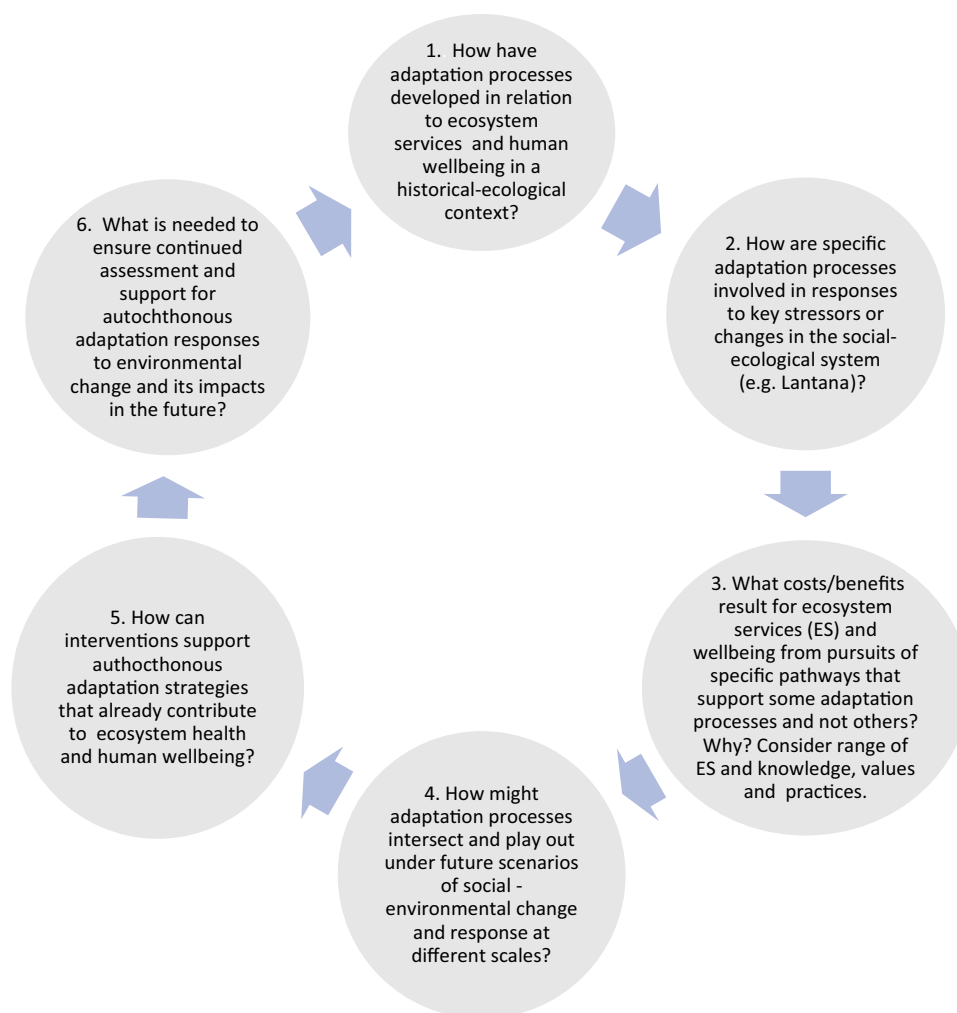 1. How have
adaptation processes
developed in relation
to ecosystem
services and human
wellbeing in a
historical-ecological
context?
2. How are specific
adaptation processes
involved in responses
to key stressors or
changes in the social-
ecological system
(e.g. Lantana)?
3. What costs/benefits
result for ecosystem
services (ES) and
wellbeing from pursuits of
specific pathways that
support some adaptation
processes and not others?
Why? Consider range of
ES and knowledge, values
and practices.
4. How might
adaptation processes
intersect and play out
under future scenarios
of social -
environmental change
and response at
different scales?
5. How can
interventions support
authocthonous
adaptation strategies
that already contribute
to ecosystem health
and human wellbeing?
6. What is needed to
ensure continued
assessment and
support for
autochthonous
adaptation responses
to environmental
change and its impacts
in the future?